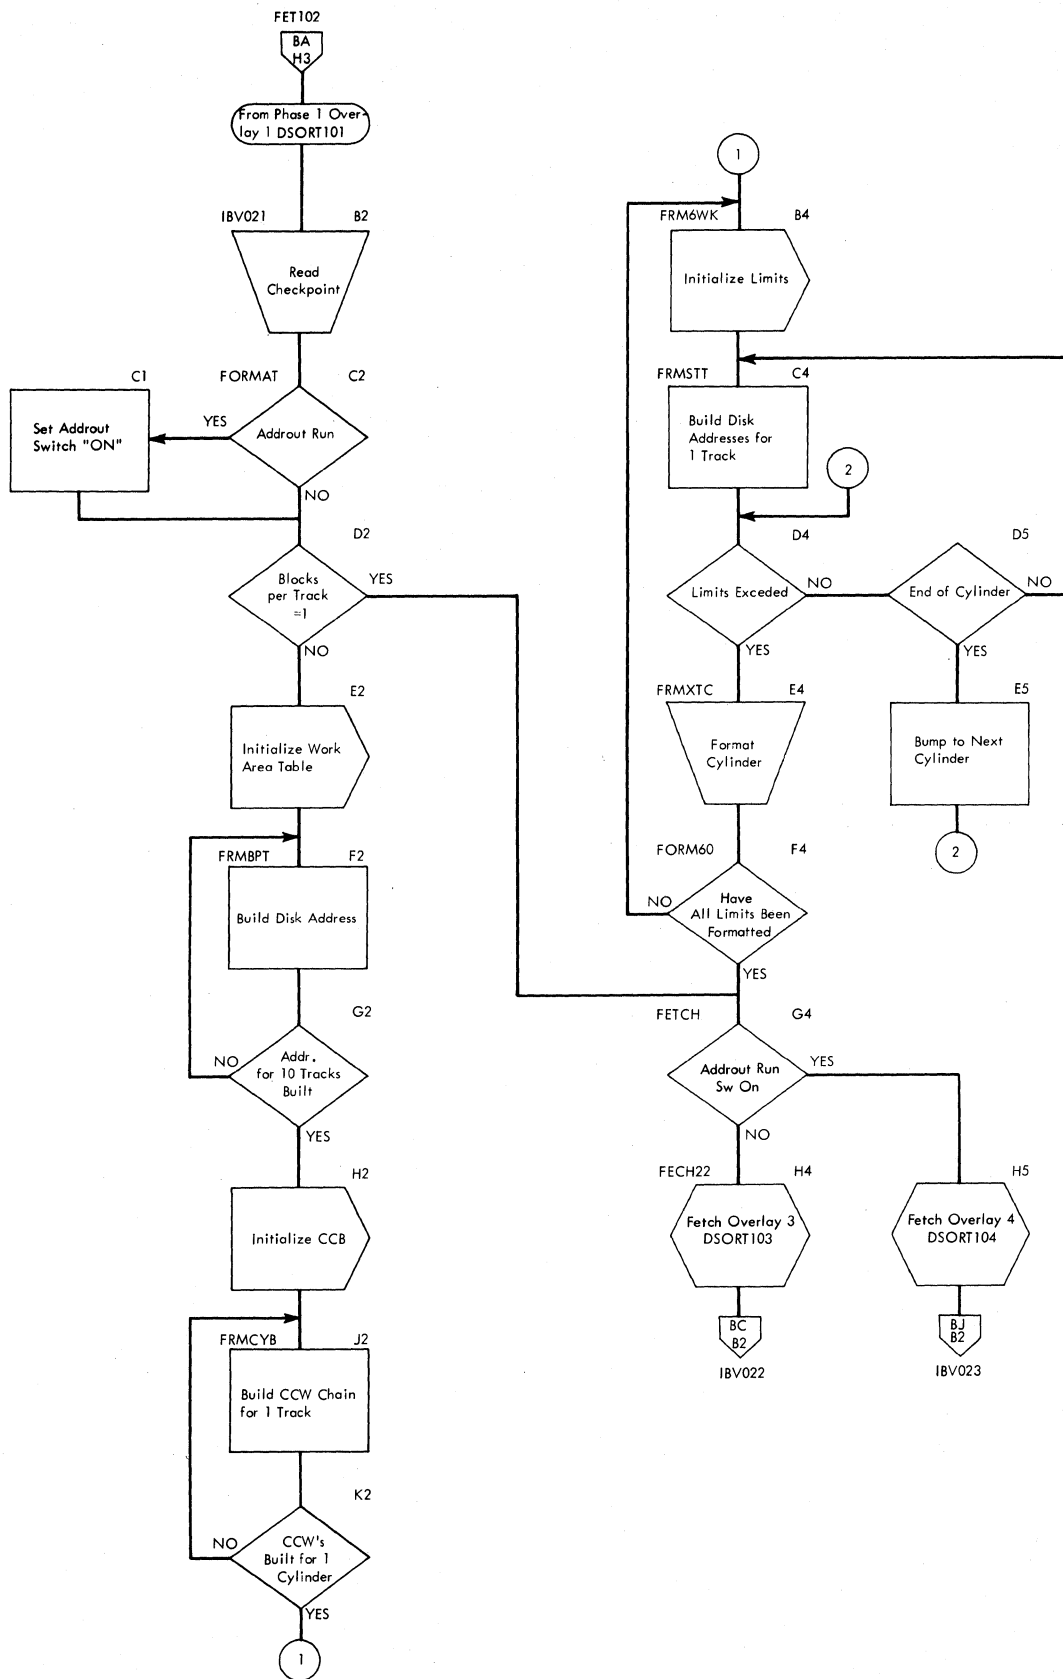 FET102
BA
H3
From Phase 1 Over-
lay 1 DSORT101
IBV021
B2
Read
Checkpoint
C1
FORMAT
C2
Set Addrout
Switch "ON"
YES
Addrout Run
NO
D2
Blocks
per Track
=1
YES
NO
E2
Initialize Work
Area Table
FRMBPT
F2
Build Disk Address
G2
NO
Addr.
for 10 Tracks
Built
YES
H2
Initialize CCB
FRMCYB
J2
Build CCW Chain
for 1 Track
K2
NO
CCW's
Built for 1
Cylinder
YES
1
1
FRM6WK
B4
Initialize Limits
FRMSTT
C4
Build Disk
Addresses for
1 Track
2
D4
Limits Exceded
NO
YES
D5
End of Cylinder
NO
YES
FRMXTC
E4
Format
Cylinder
E5
Bump to Next
Cylinder
2
FORM60
F4
NO
Have
All Limits Been
Formatted
YES
FETCH
G4
Addrout Run
Sw On
YES
NO
FECH22
H4
Fetch Overlay 3
DSORT103
H5
Fetch Overlay 4
DSORT104
BC
B2
IBV022
BJ
B2
IBV023